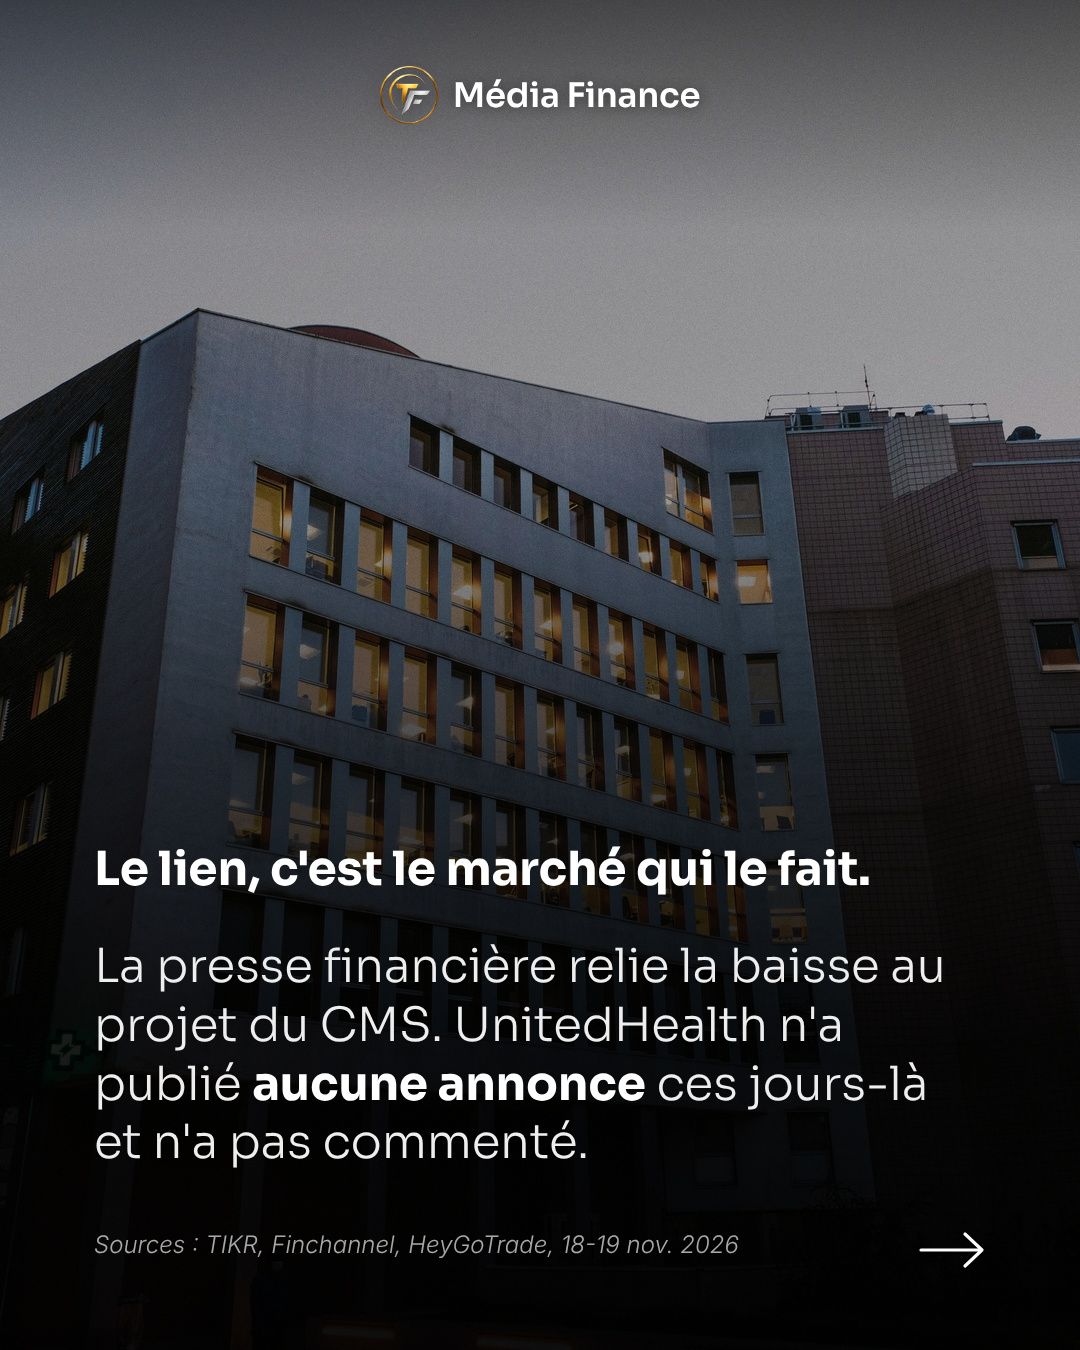 TF
Média Finance
Le lien, c'est le marché qui le fait.
La presse financière relie la baisse au
projet du CMS. UnitedHealth n'a
publié aucune annonce ces jours-là
et n'a pas commenté.
Sources : TIKR, Finchannel, HeyGoTrade, 18-19 nov. 2026